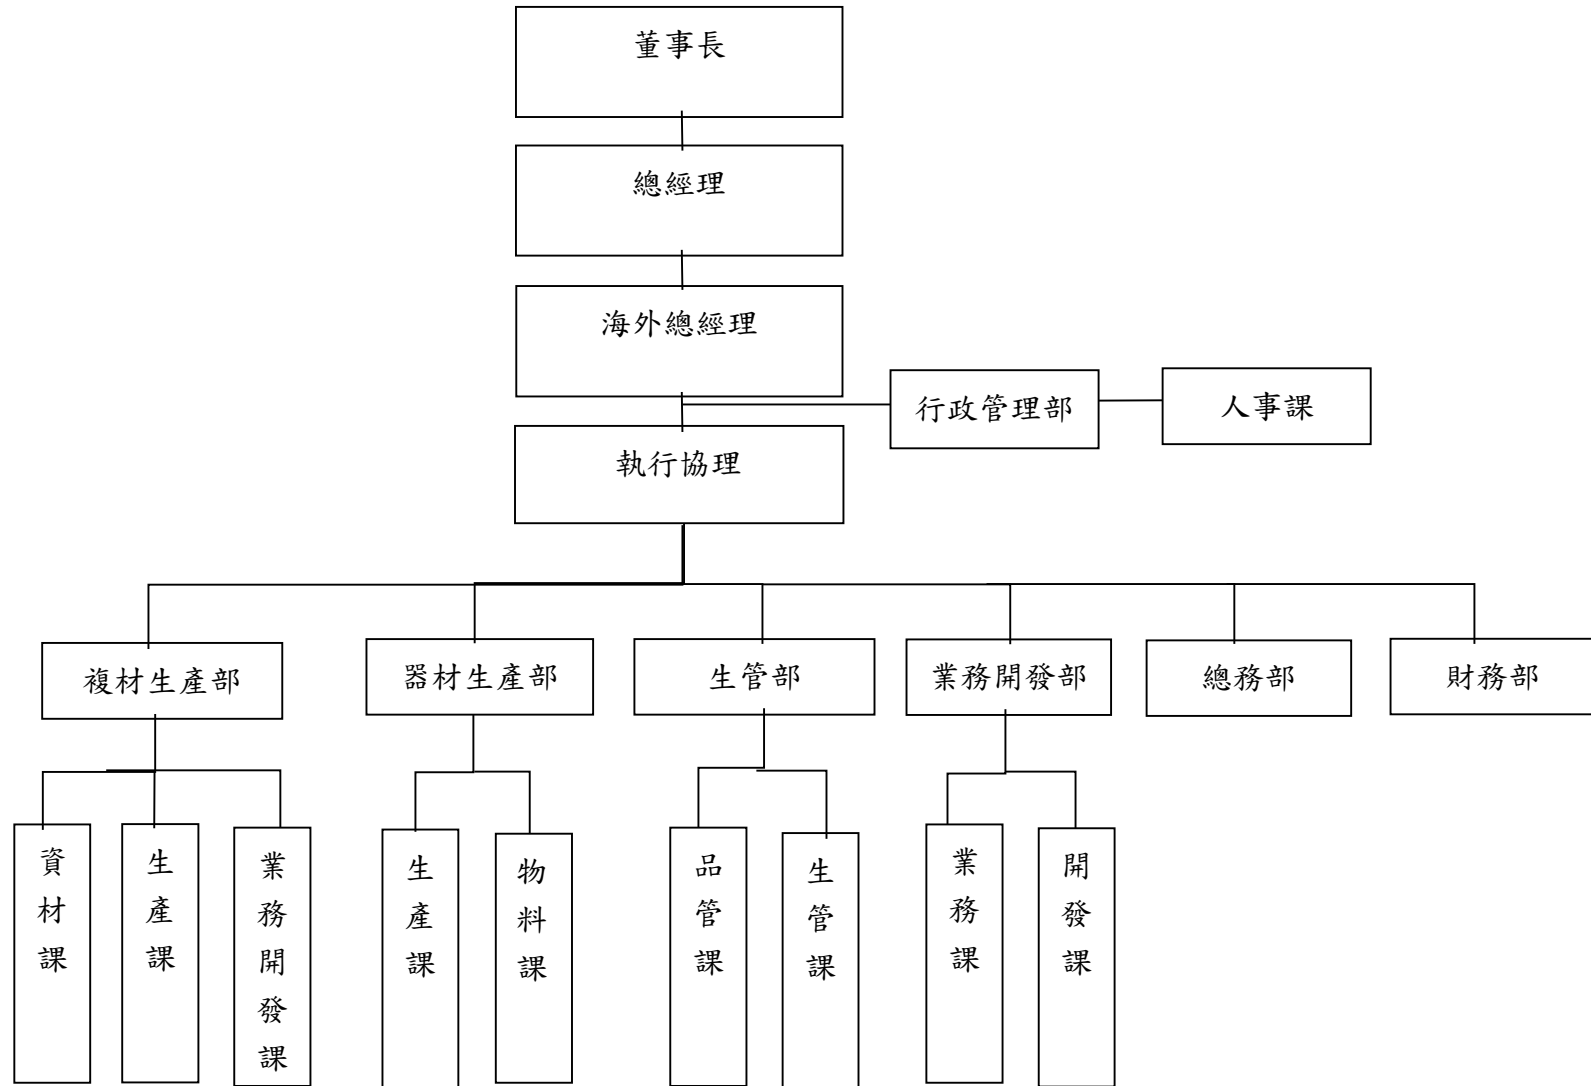 董事長
總經理
海外總經理
行政管理部
人事課
執行協理
複材生產部
器材生產部
生管部
業務開發部
總務部
財務部
資材課
生產課
業務開發課
生產課
物料課
品管課
生管課
業務課
開發課